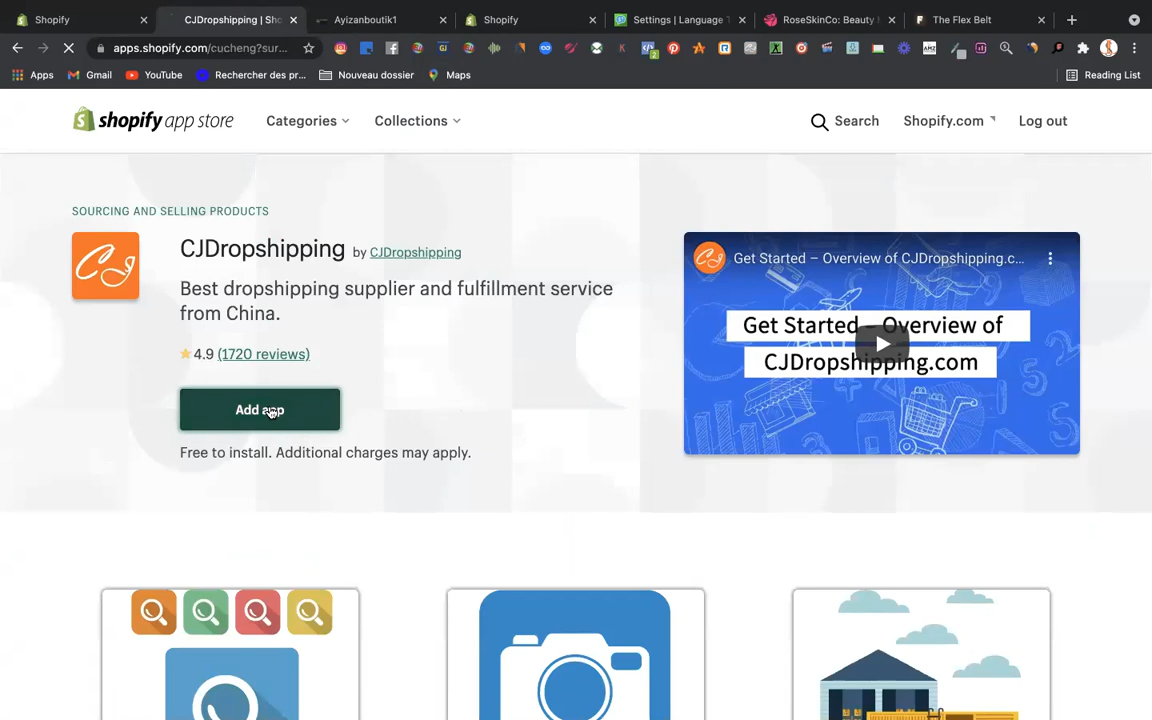 Shopify
CJDropshipping | Sho
Ayizanboutik1
Shopify
Settings | Language T
RoseSkinCo: Beauty M
The Flex Belt
apps.shopify.com/cucheng?sur...
Apps
Gmail
YouTube
Rechercher des pr...
Nouveau dossier
Maps
Reading List
shopify app store
Categories
Collections
Search
Shopify.com
Log out
SOURCING AND SELLING PRODUCTS
CJ
CJDropshipping by CJDropshipping
Best dropshipping supplier and fulfillment service
from China.
4.9 (1720 reviews)
Add app
Free to install. Additional charges may apply.
CJ
Get Started – Overview of CJDropshipping.c...
Get Started – Overview of
CJDropshipping.com